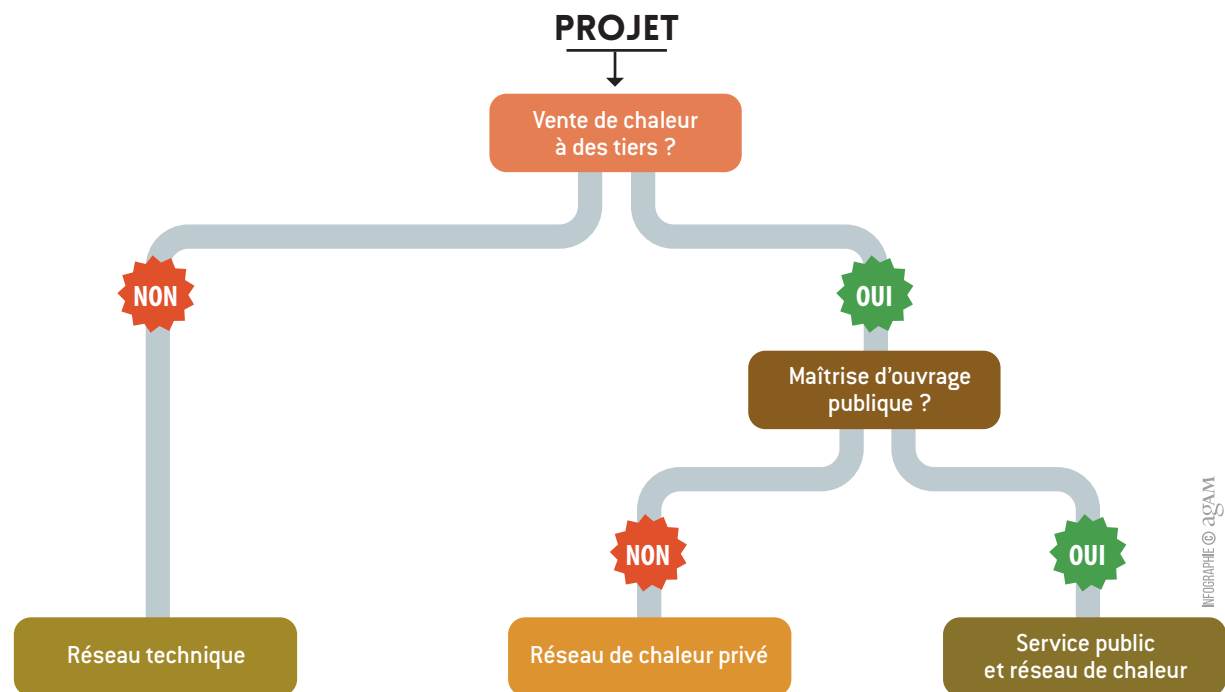 PROJET
Vente de chaleur
à des tiers ?
NON
OUI
Maîtrise d'ouvrage
publique ?
NON
OUI
Réseau technique
Réseau de chaleur privé
Service public
et réseau de chaleur
INFOGRAPHIE © agAM